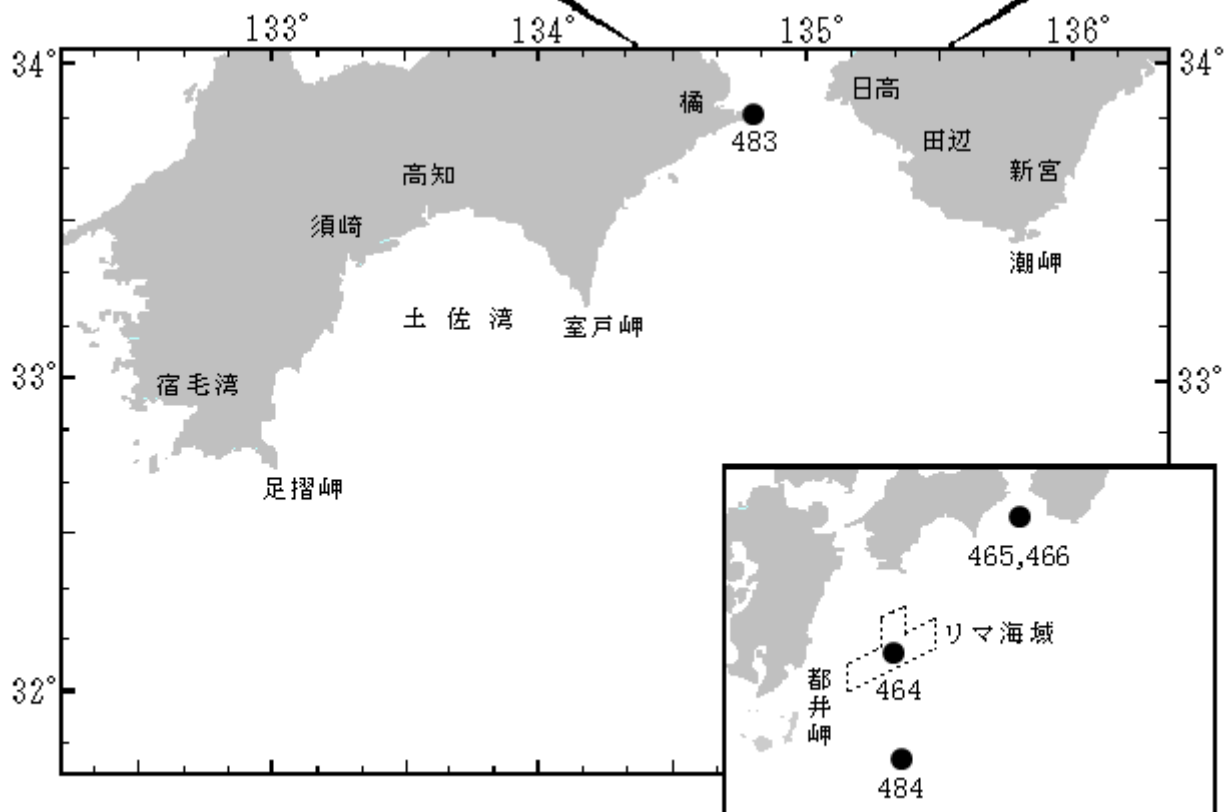 133° 134° 135° 136°
34° 34°
橘 日高
483
田辺
高知 新宮
須崎
潮岬
土佐湾 室戸岬
33° 33°
宿毛湾
足摺岬
465,466
リマ海域
464
都井岬
32°
484